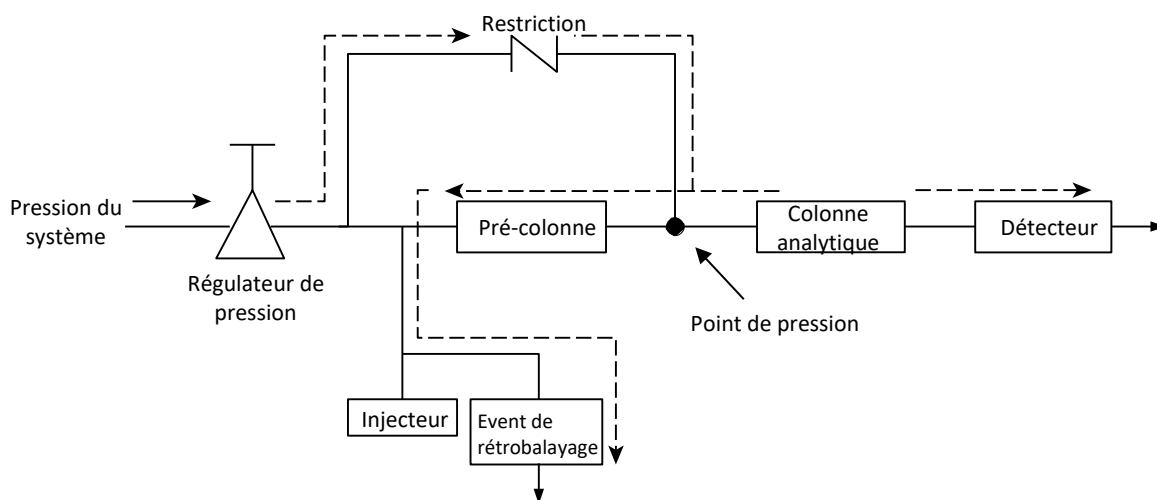 Restriction
Pression du
système
Régulateur de
pression
Pré-colonne
Colonne
analytique
Détecteur
Point de pression
Injecteur
Event de
rétrobalayage